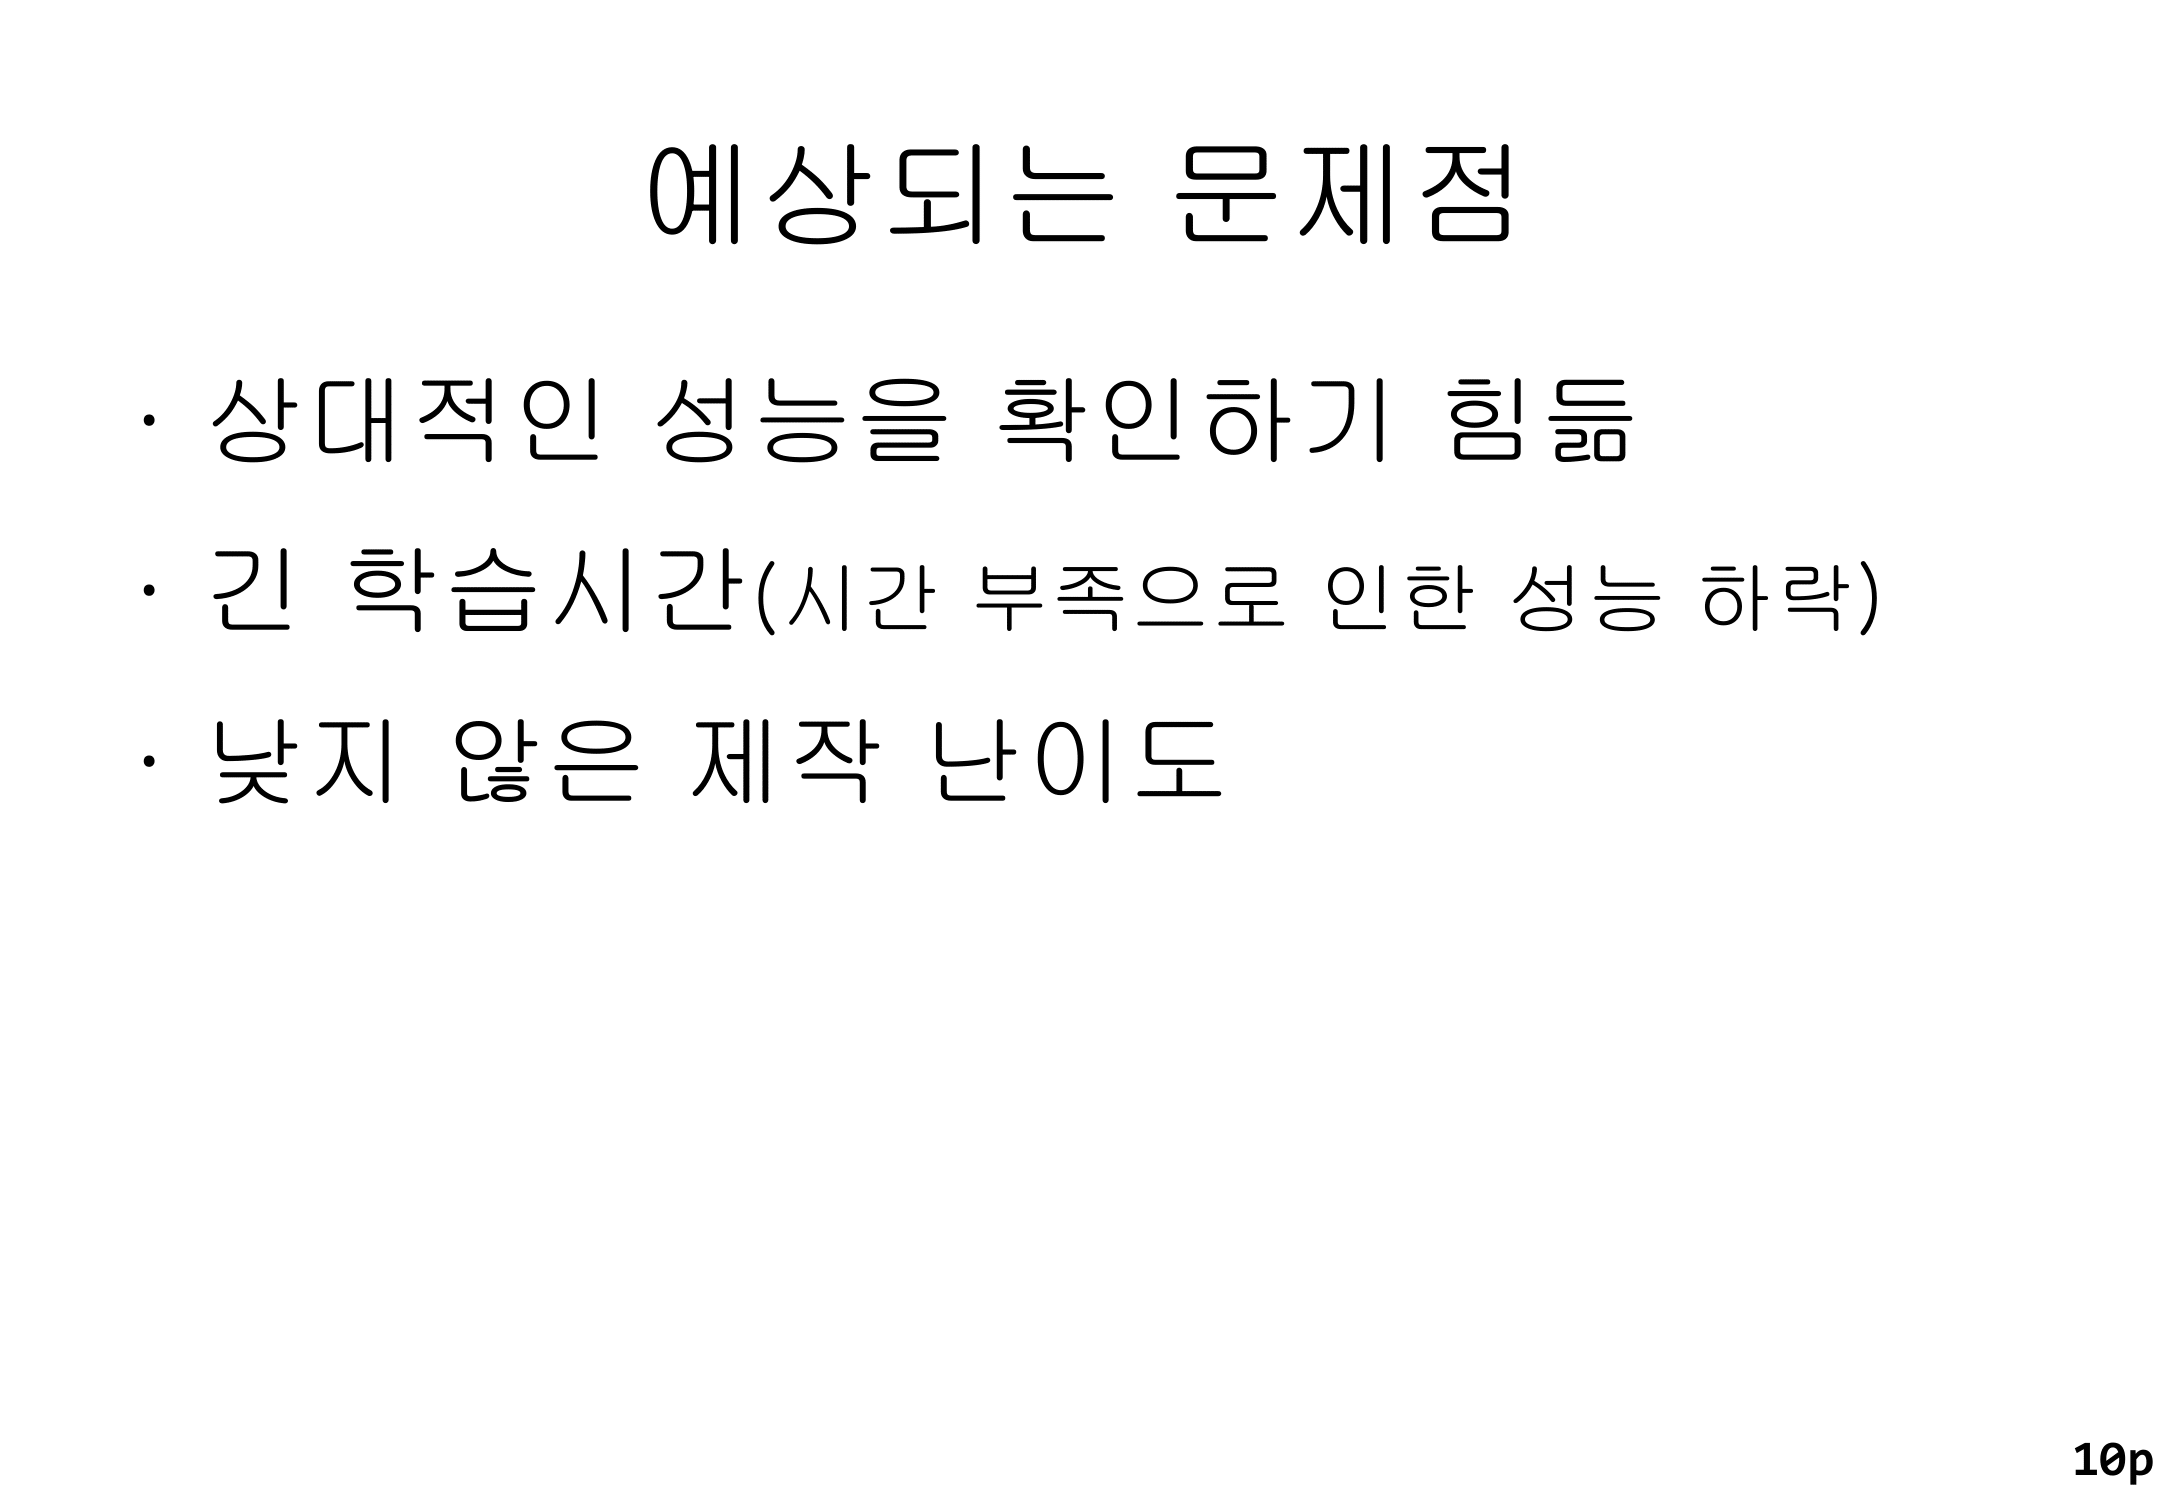 예상되는 문제점
· 상대적인 성능을 확인하기 힘듦
· 긴 학습시간(시간 부족으로 인한 성능 하락)
· 낮지 않은 제작 난이도
10p